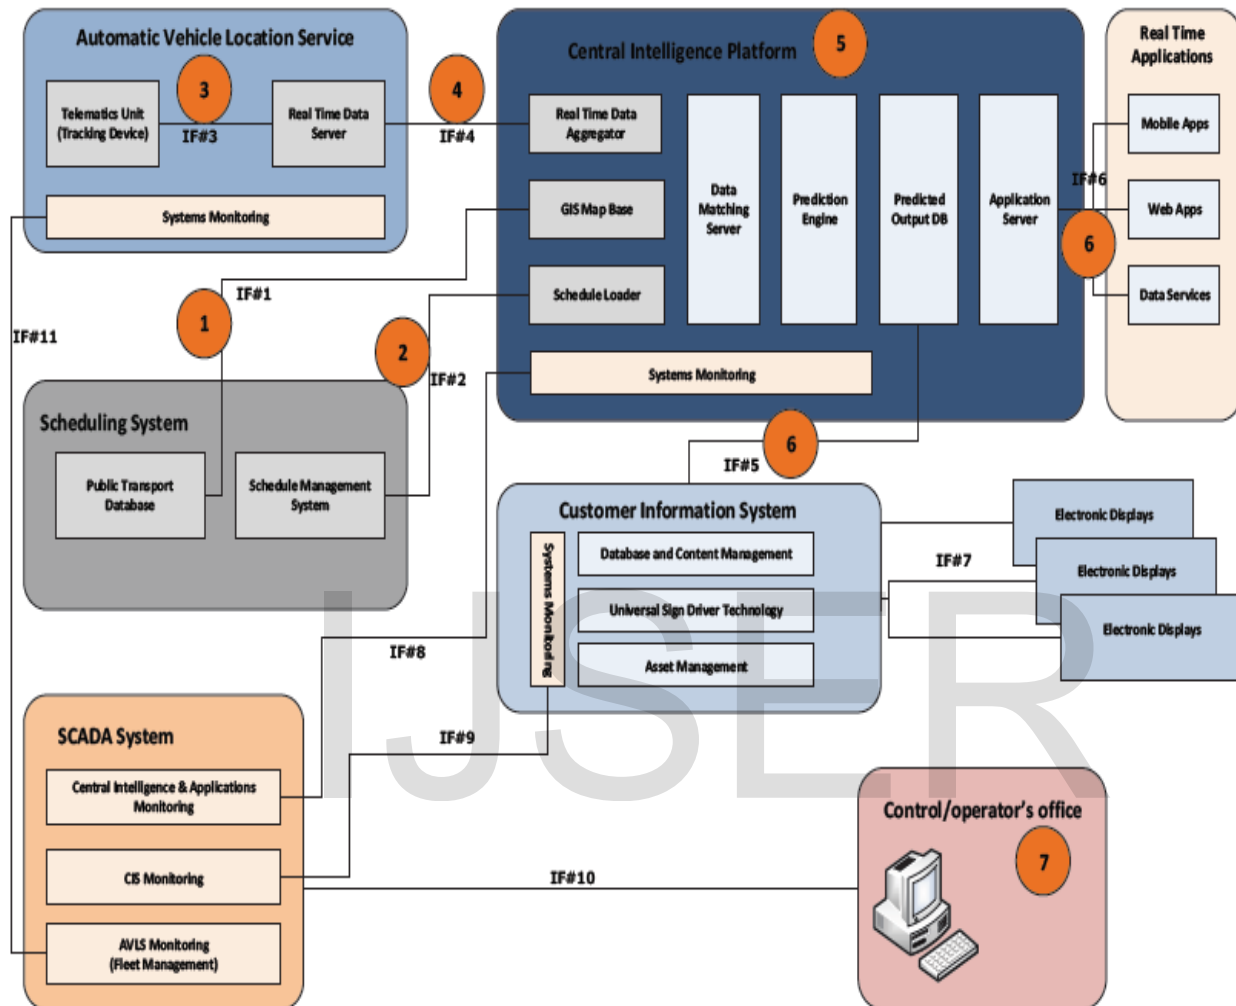 Automatic Vehicle Location Service
3
Telematics Unit
(Tracking Device)
IF#3
Real Time Data
Server
Systems Monitoring
4
IF#4
Central Intelligence Platform
5
Real Time Data
Aggregator
GIS Map Base
Schedule Loader
Data
Matching
Server
Prediction
Engine
Predicted
Output DB
Application
Server
Systems Monitoring
IF#6
6
Real Time
Applications
Mobile Apps
Web Apps
Data Services
IF#1
1
IF#11
2
IF#2
Scheduling System
Public Transport
Database
Schedule Management
System
6
IF#5
Customer Information System
Systems Monitoring
Database and Content Management
Universal Sign Driver Technology
Asset Management
Electronic Displays
IF#7
Electronic Displays
Electronic Displays
IF#8
IF#9
SCADA System
Central Intelligence & Applications
Monitoring
CIS Monitoring
AVLS Monitoring
(Fleet Management)
IF#10
Control/operator's office
7
IJSER